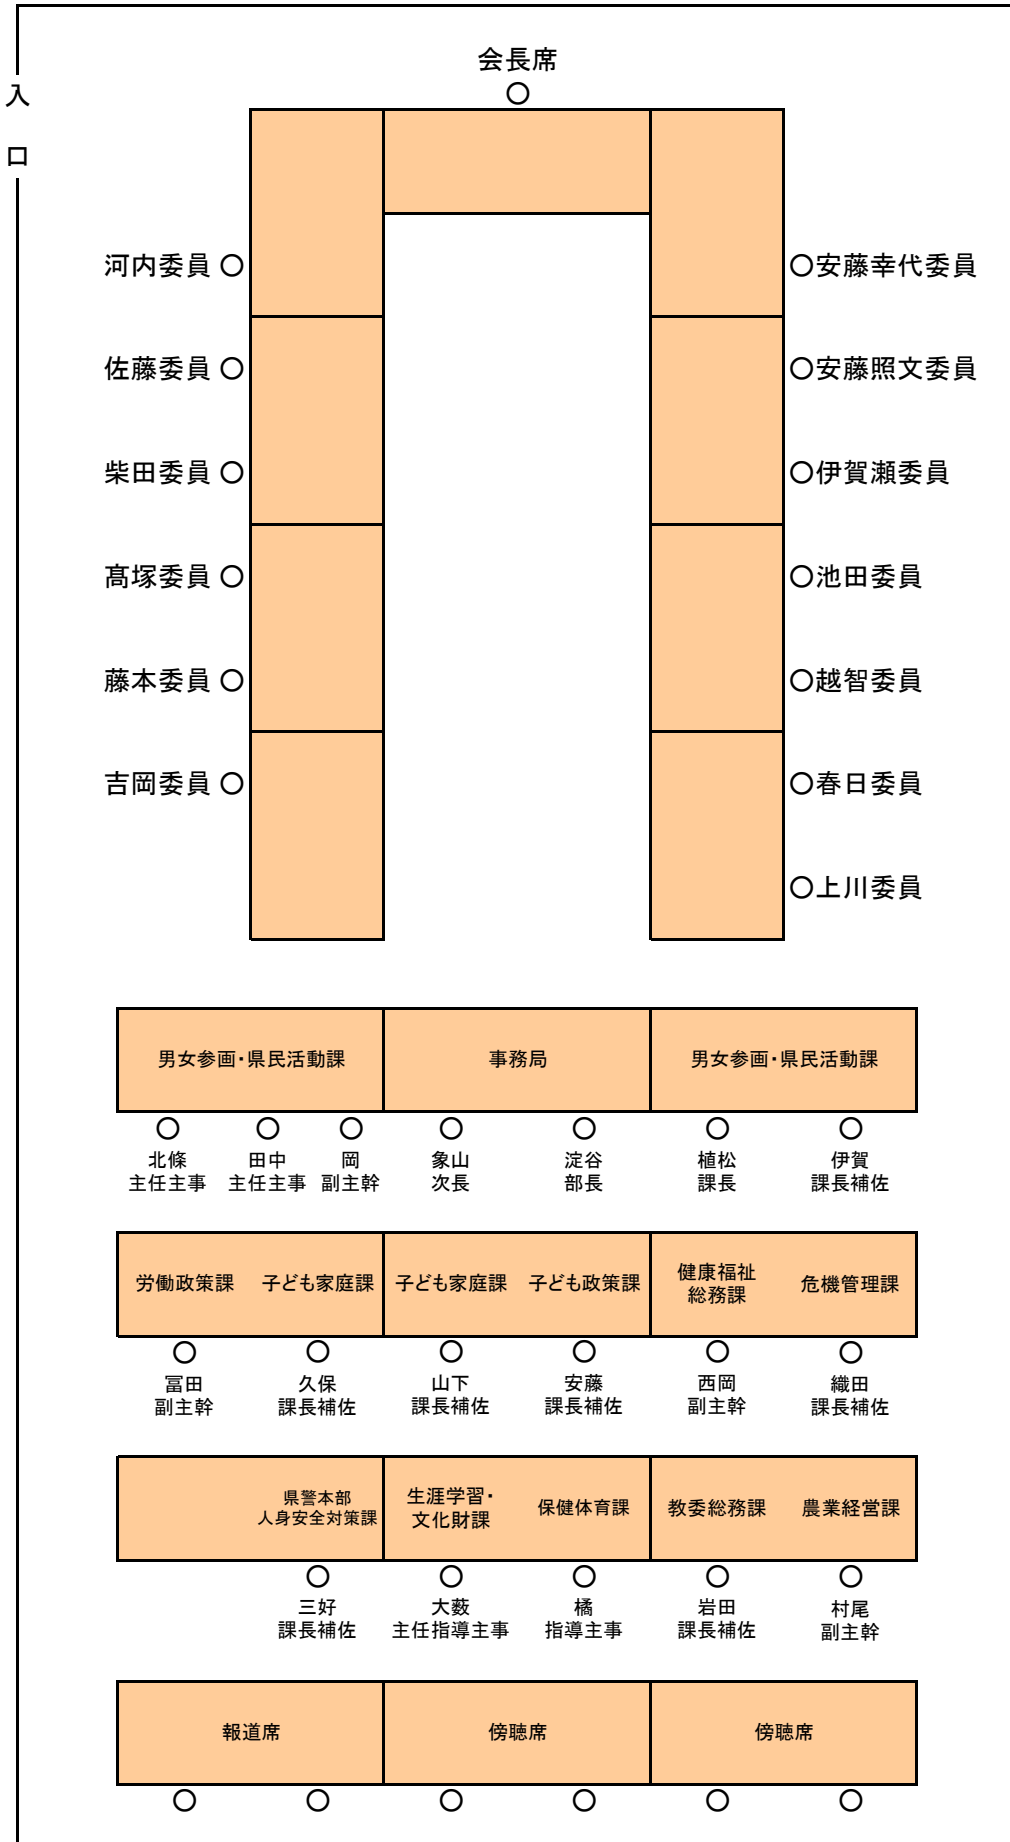 会長席
入
口
河内委員
安藤幸代委員
佐藤委員
安藤照文委員
柴田委員
伊賀瀬委員
髙塚委員
池田委員
藤本委員
越智委員
吉岡委員
春日委員
上川委員
男女参画・県民活動課
事務局
男女参画・県民活動課
北條
主任主事
田中
主任主事
岡
副主幹
象山
次長
淀谷
部長
植松
課長
伊賀
課長補佐
労働政策課
子ども家庭課
子ども家庭課
子ども政策課
健康福祉
総務課
危機管理課
冨田
副主幹
久保
課長補佐
山下
課長補佐
安藤
課長補佐
西岡
副主幹
織田
課長補佐
県警本部
人身安全対策課
生涯学習・
文化財課
保健体育課
教委総務課
農業経営課
三好
課長補佐
大薮
主任指導主事
橘
指導主事
岩田
課長補佐
村尾
副主幹
報道席
傍聴席
傍聴席